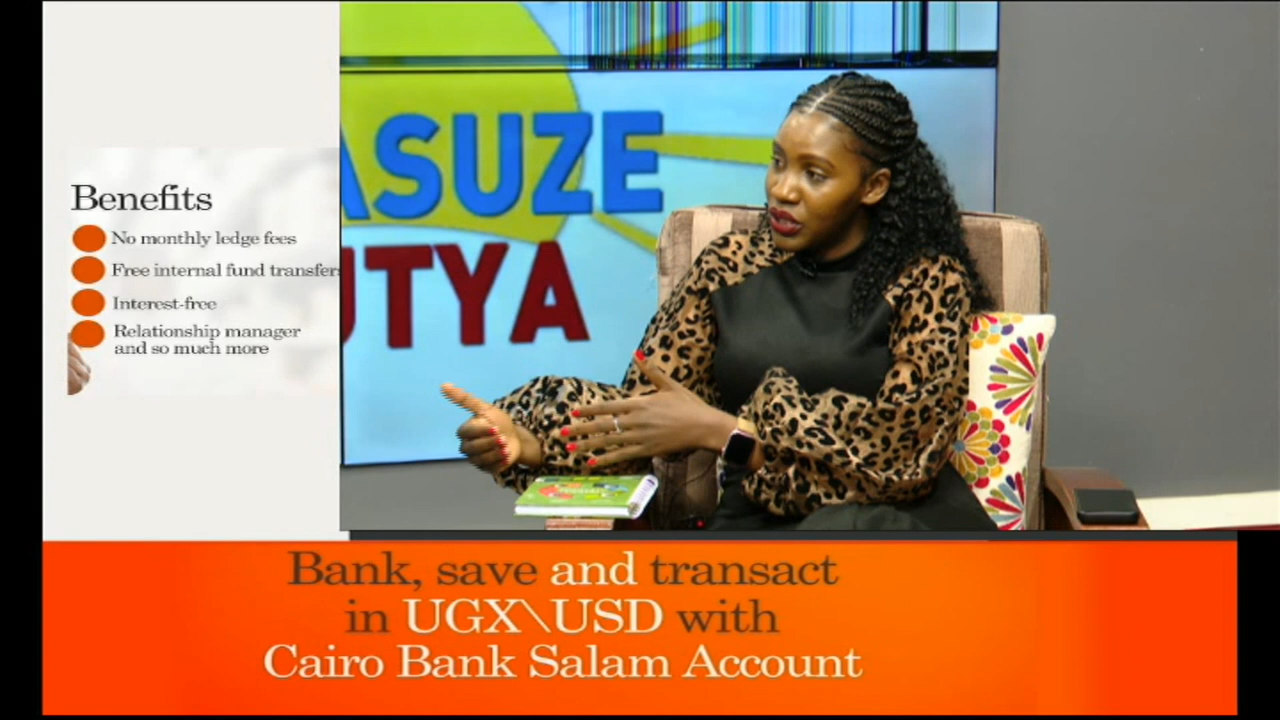 Benefits
No monthly ledge fees
Free internal fund transfers
Interest-free
Relationship manager
and so much more
ASUZE
UTYA
Bank, save and transact
in UGX\USD with
Cairo Bank Salam Account